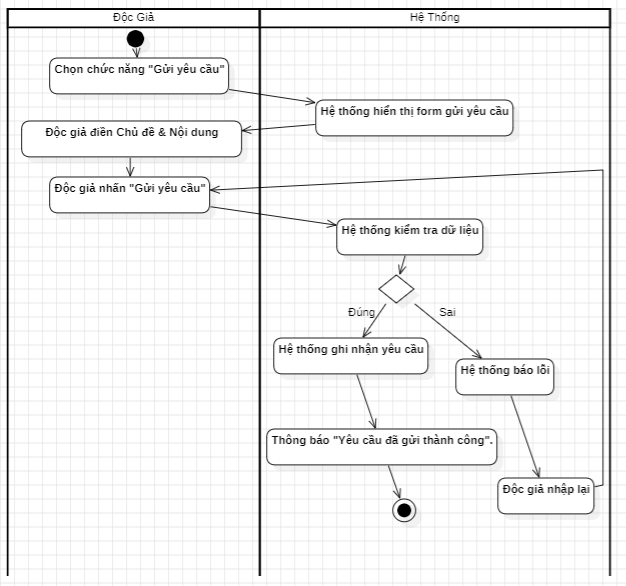 Độc Giả
Hệ Thống
Chọn chức năng "Gửi yêu cầu"
Hệ thống hiển thị form gửi yêu cầu
Độc giả điền Chủ đề & Nội dung
Độc giả nhấn "Gửi yêu cầu"
Hệ thống kiểm tra dữ liệu
Đúng
Sai
Hệ thống ghi nhận yêu cầu
Hệ thống báo lỗi
Thông báo "Yêu cầu đã gửi thành công".
Độc giả nhập lại